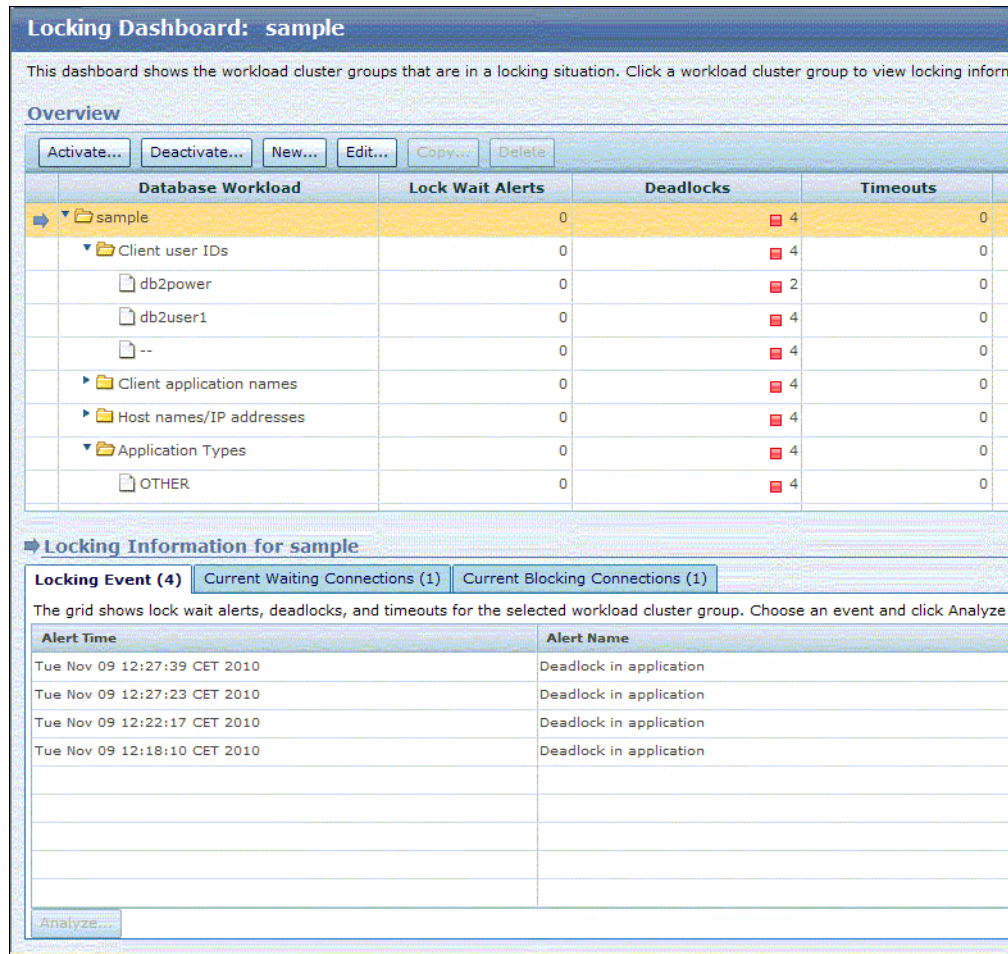 Locking Dashboard: sample
This dashboard shows the workload cluster groups that are in a locking situation. Click a workload cluster group to view locking inforn
Overview
Activate... Deactivate... New... Edit... Copy... Delete
Database Workload Lock Wait Alerts Deadlocks Timeouts
sample 0 4 0
Client user IDs 0 4 0
db2power 0 2 0
db2user1 0 4 0
-- 0 4 0
Client application names 0 4 0
Host names/IP addresses 0 4 0
Application Types 0 4 0
OTHER 0 4 0
Locking Information for sample
Locking Event (4) Current Waiting Connections (1) Current Blocking Connections (1)
The grid shows lock wait alerts, deadlocks, and timeouts for the selected workload cluster group. Choose an event and click Analyze
Alert Time Alert Name
Tue Nov 09 12:27:39 CET 2010 Deadlock in application
Tue Nov 09 12:27:23 CET 2010 Deadlock in application
Tue Nov 09 12:22:17 CET 2010 Deadlock in application
Tue Nov 09 12:18:10 CET 2010 Deadlock in application
Analyze...